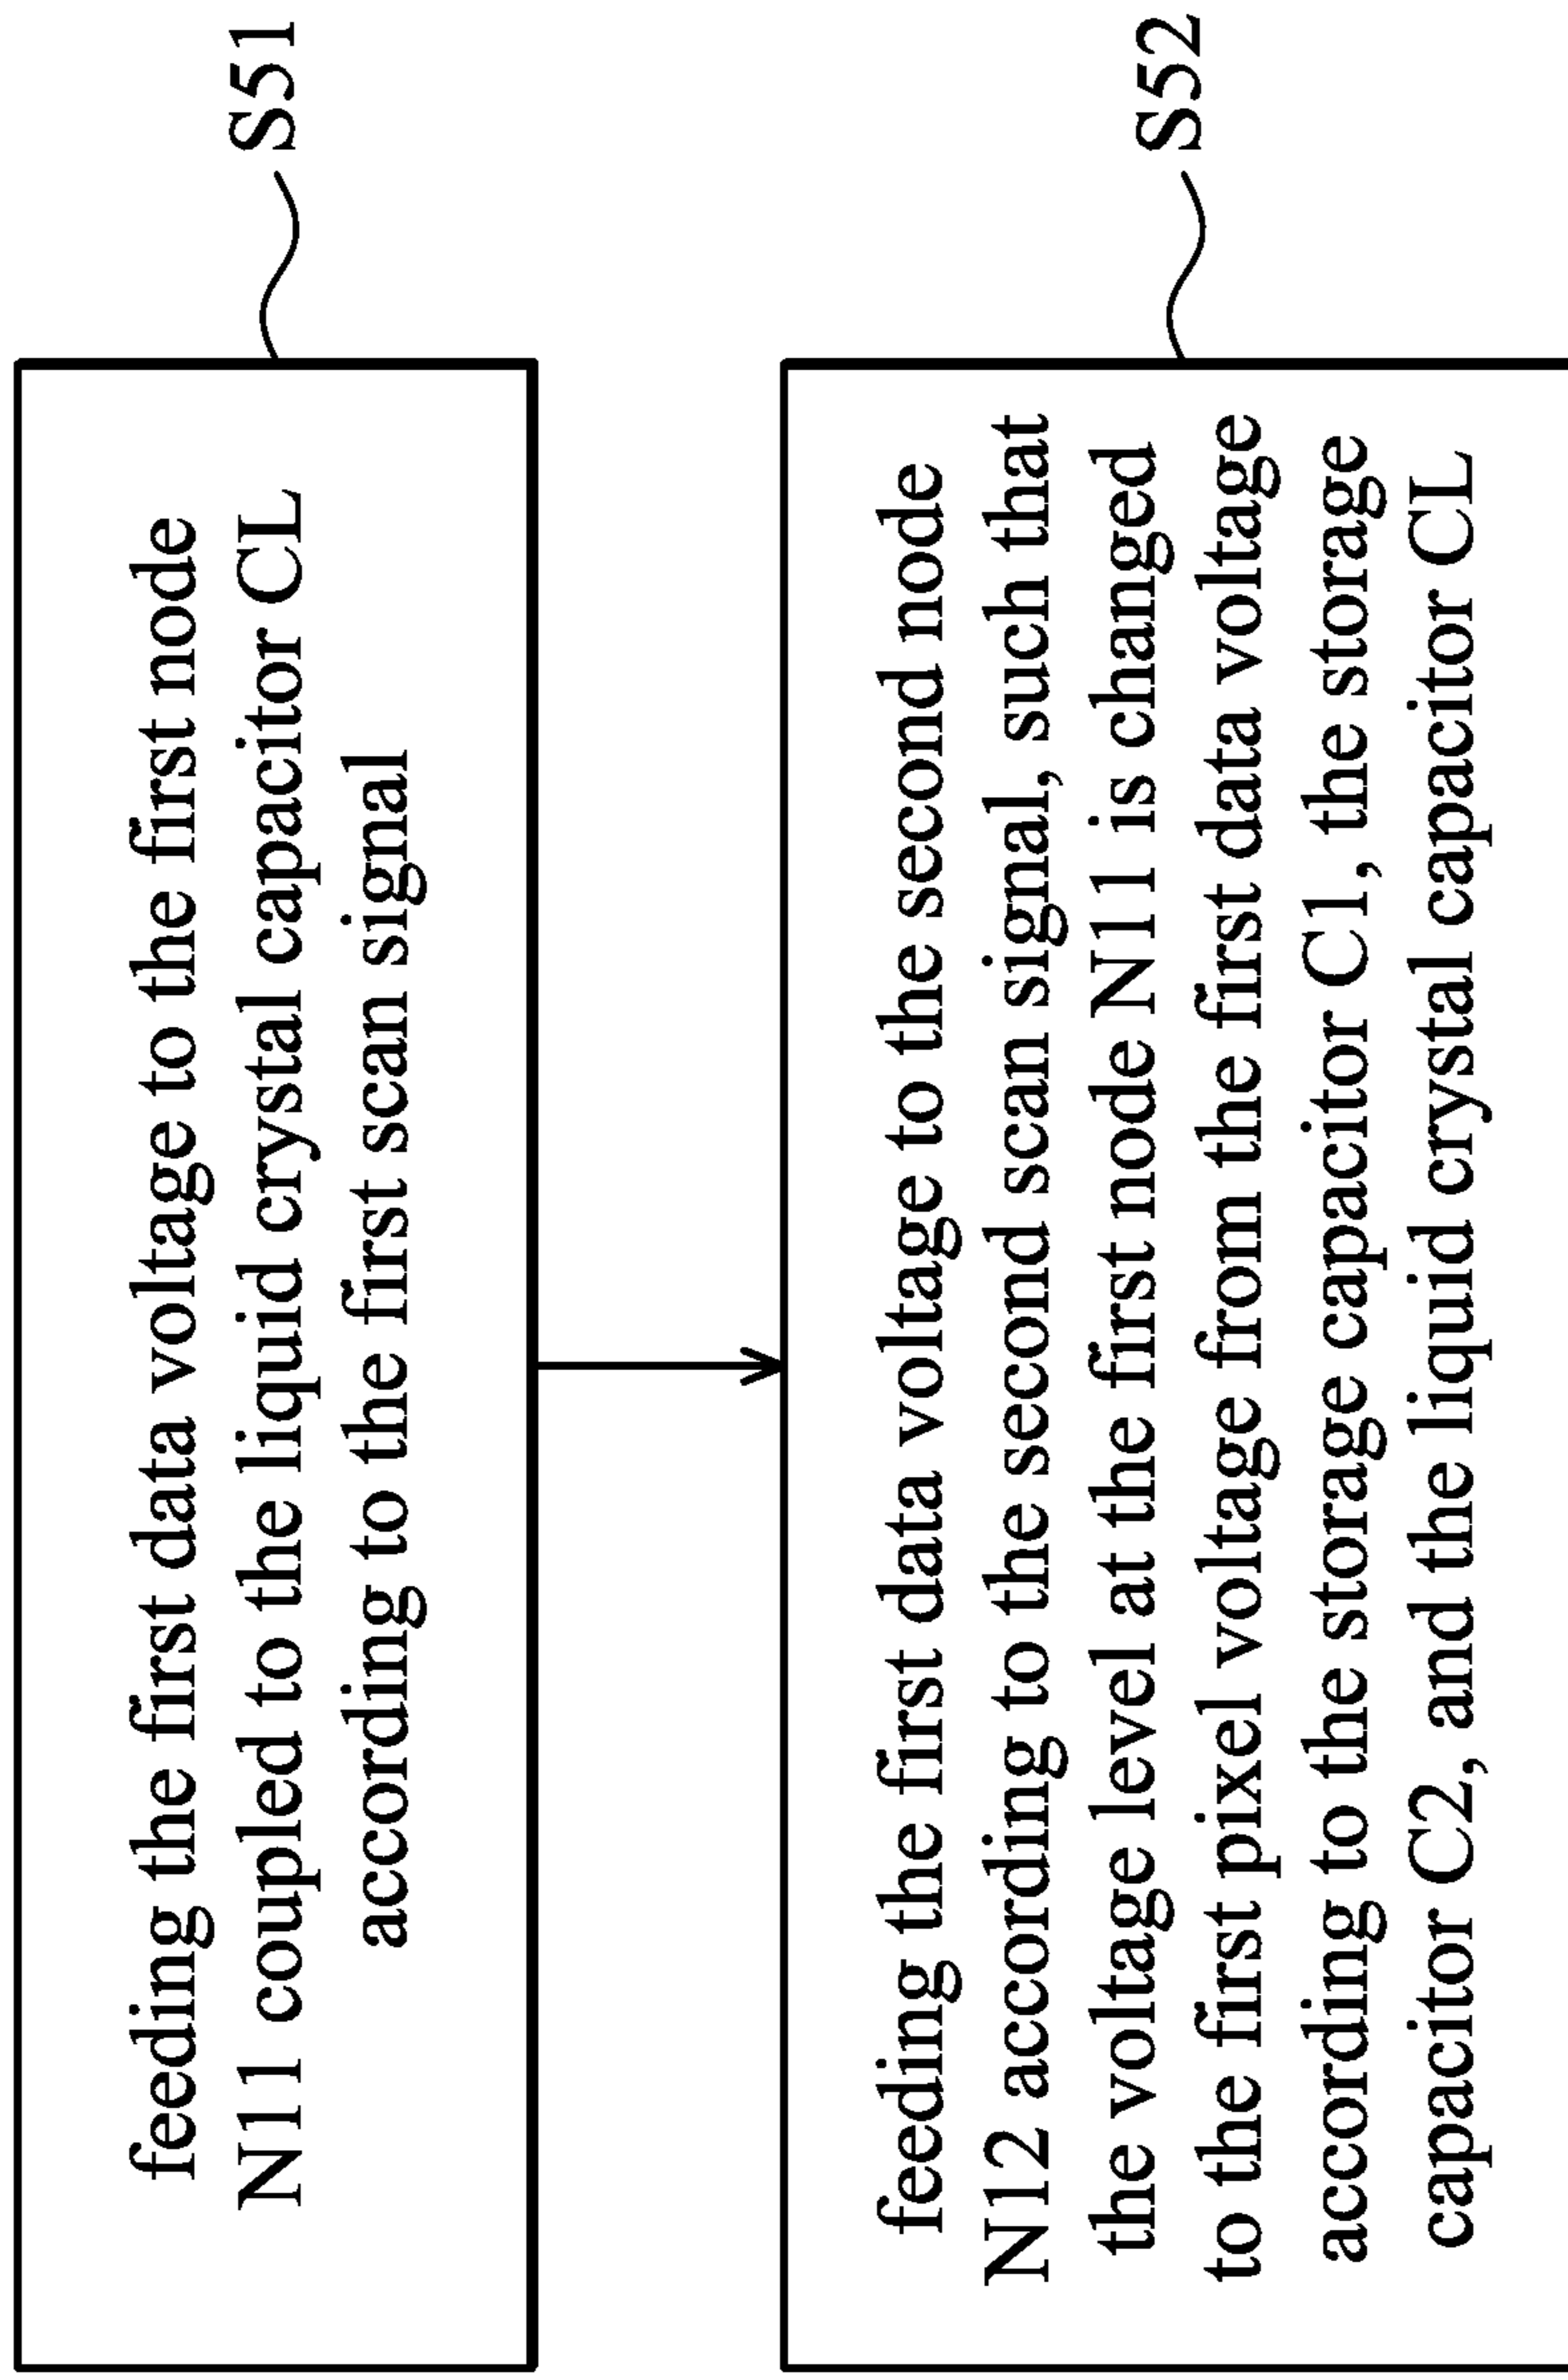 feeding the first data voltage to the first node
N11 coupled to the liquid crystal capacitor CL
according to the first scan signal
S51
feeding the first data voltage to the second node
N12 according to the second scan signal, such that
the voltage level at the first node N11 is changed
to the first pixel voltage from the first data voltage
according to the storage capacitor C1, the storage
capacitor C2, and the liquid crystal capacitor CL
S52